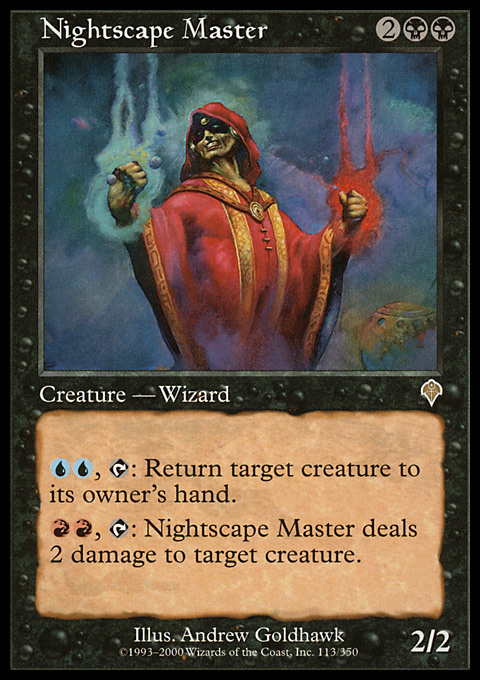 Nightscape Master 2
Creature — Wizard
, : Return target creature to
its owner's hand.
, : Nightscape Master deals
2 damage to target creature.
Illus. Andrew Goldhawk
©1993–2000 Wizards of the Coast, Inc. 113/350
2/2